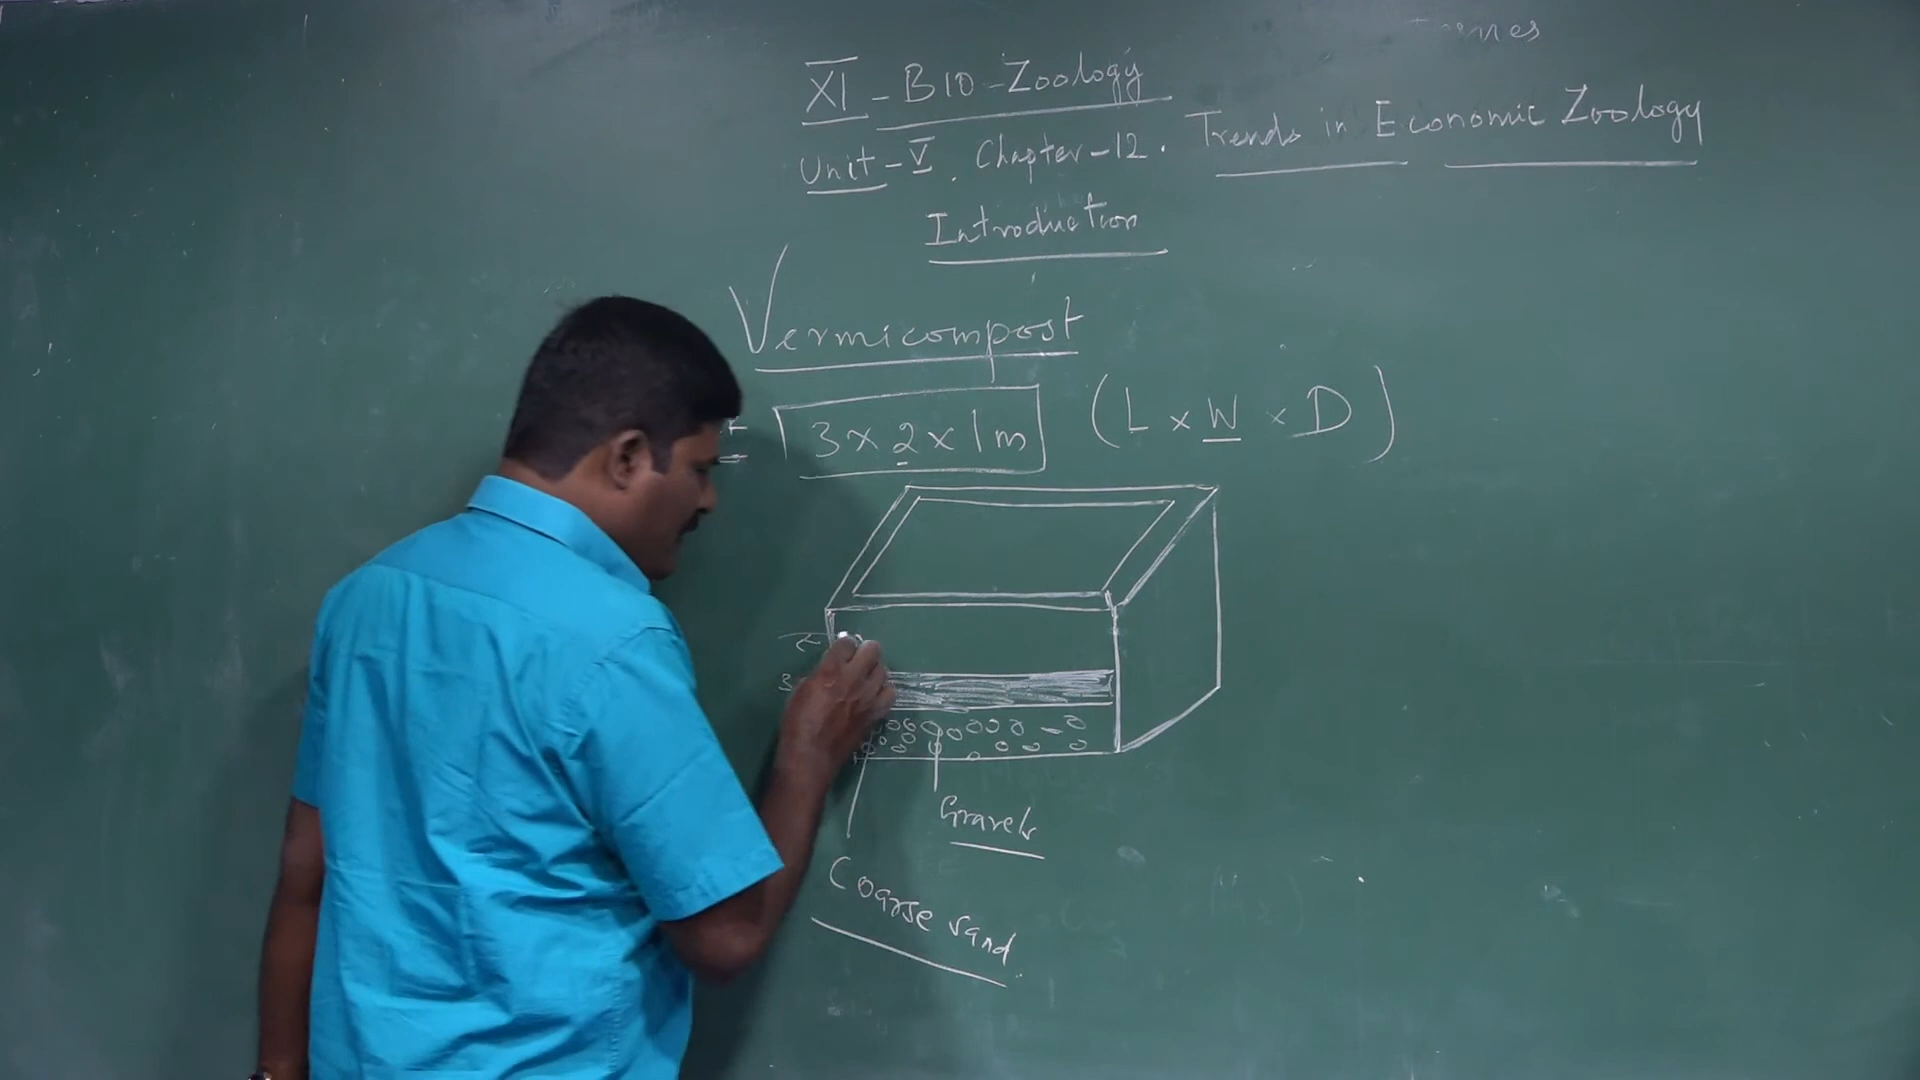 XI - BIO - Zoology
Unit - V. Chapter - 12. Trends in Economic Zoology
Introduction
Vermicompost
3 x 2 x 1m (L x W x D)
Gravels
Coarse sand